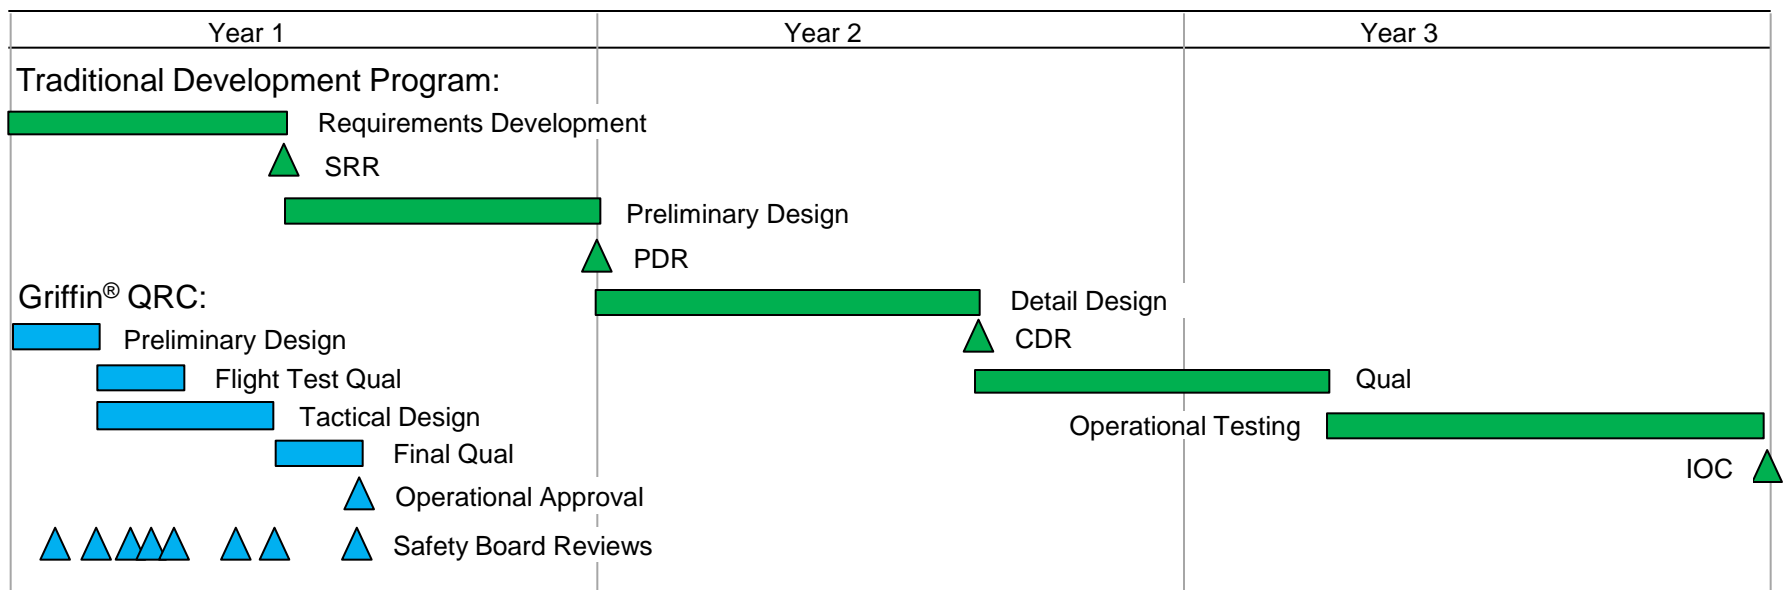 Year 1
Year 2
Year 3
Traditional Development Program:
Requirements Development
SRR
Preliminary Design
PDR
Griffin® QRC:
Detail Design
Preliminary Design
CDR
Flight Test Qual
Qual
Tactical Design
Operational Testing
Final Qual
IOC
Operational Approval
Safety Board Reviews